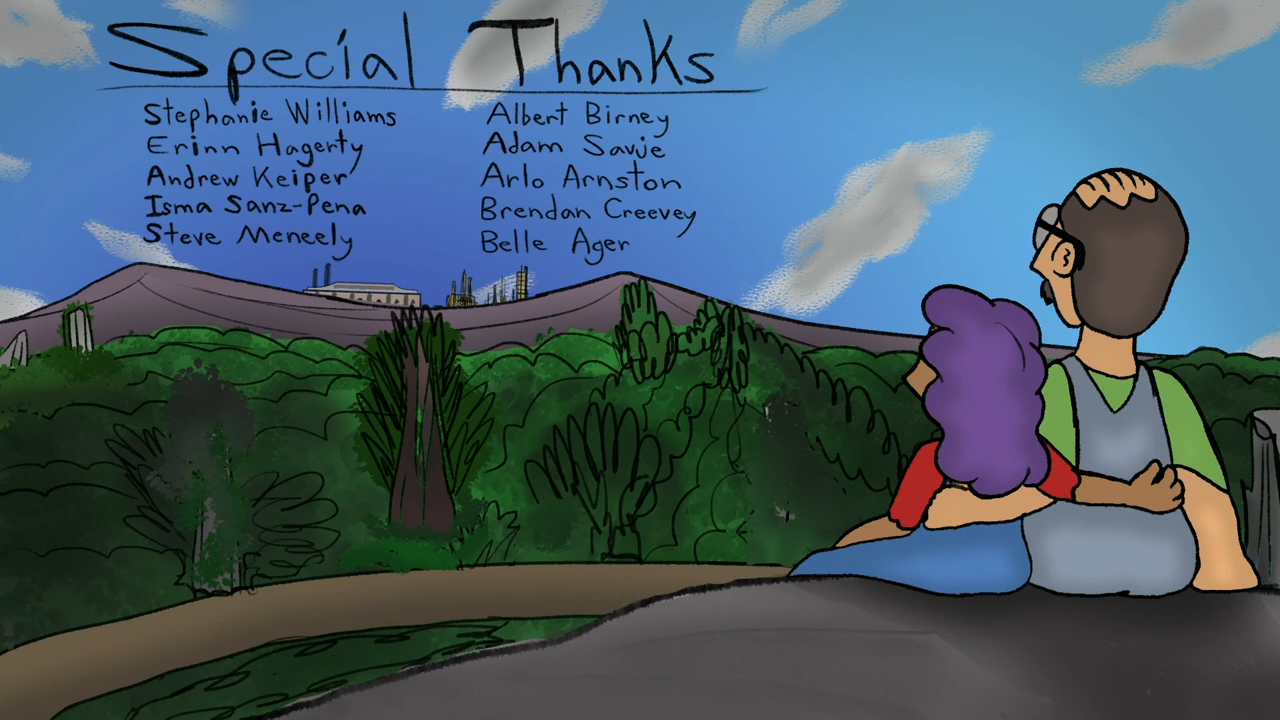 Special Thanks
Stephanie Williams
Erinn Hagerty
Andrew Keiper
Isma Sanz-Pena
Steve Meneely
Albert Birney
Adam Savje
Arlo Arnston
Brendan Creevey
Belle Ager